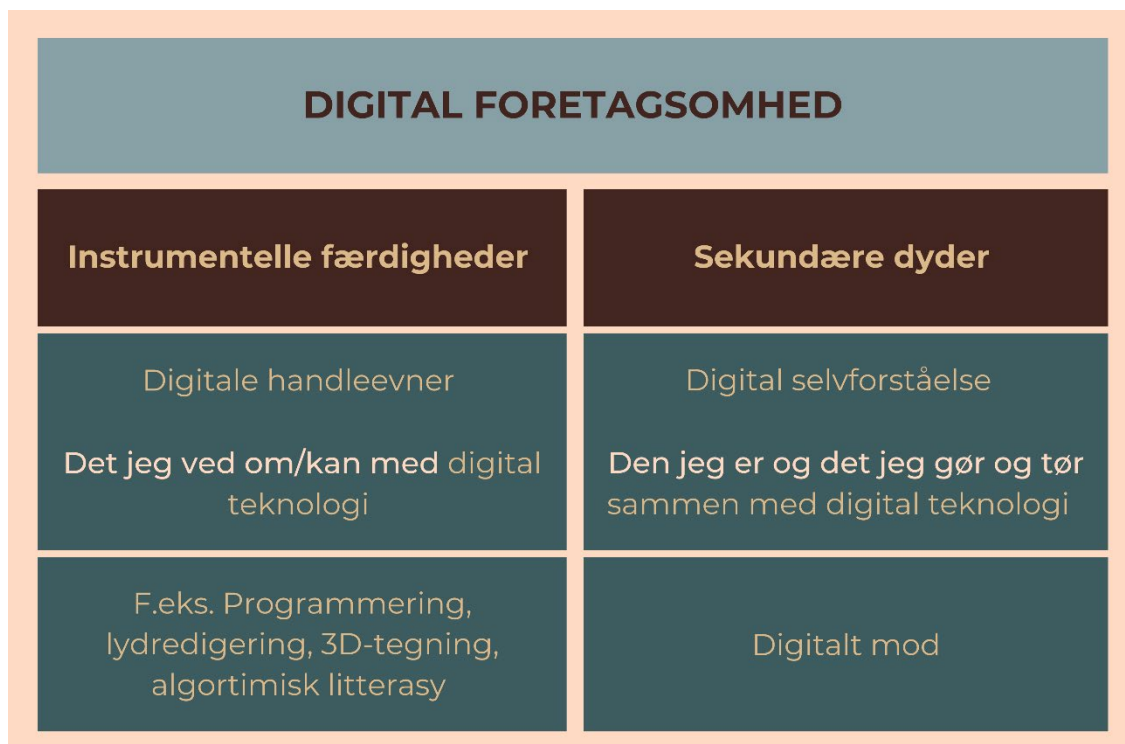 DIGITAL FORETAGSOMHED
Instrumentelle færdigheder
Sekundære dyder
Digitale handleevner
Det jeg ved om/kan med digital
teknologi
Digital selvforståelse
Den jeg er og det jeg gør og tør
sammen med digital teknologi
F.eks. Programmering,
lydredigering, 3D-tegning,
algortimisk litterasy
Digitalt mod